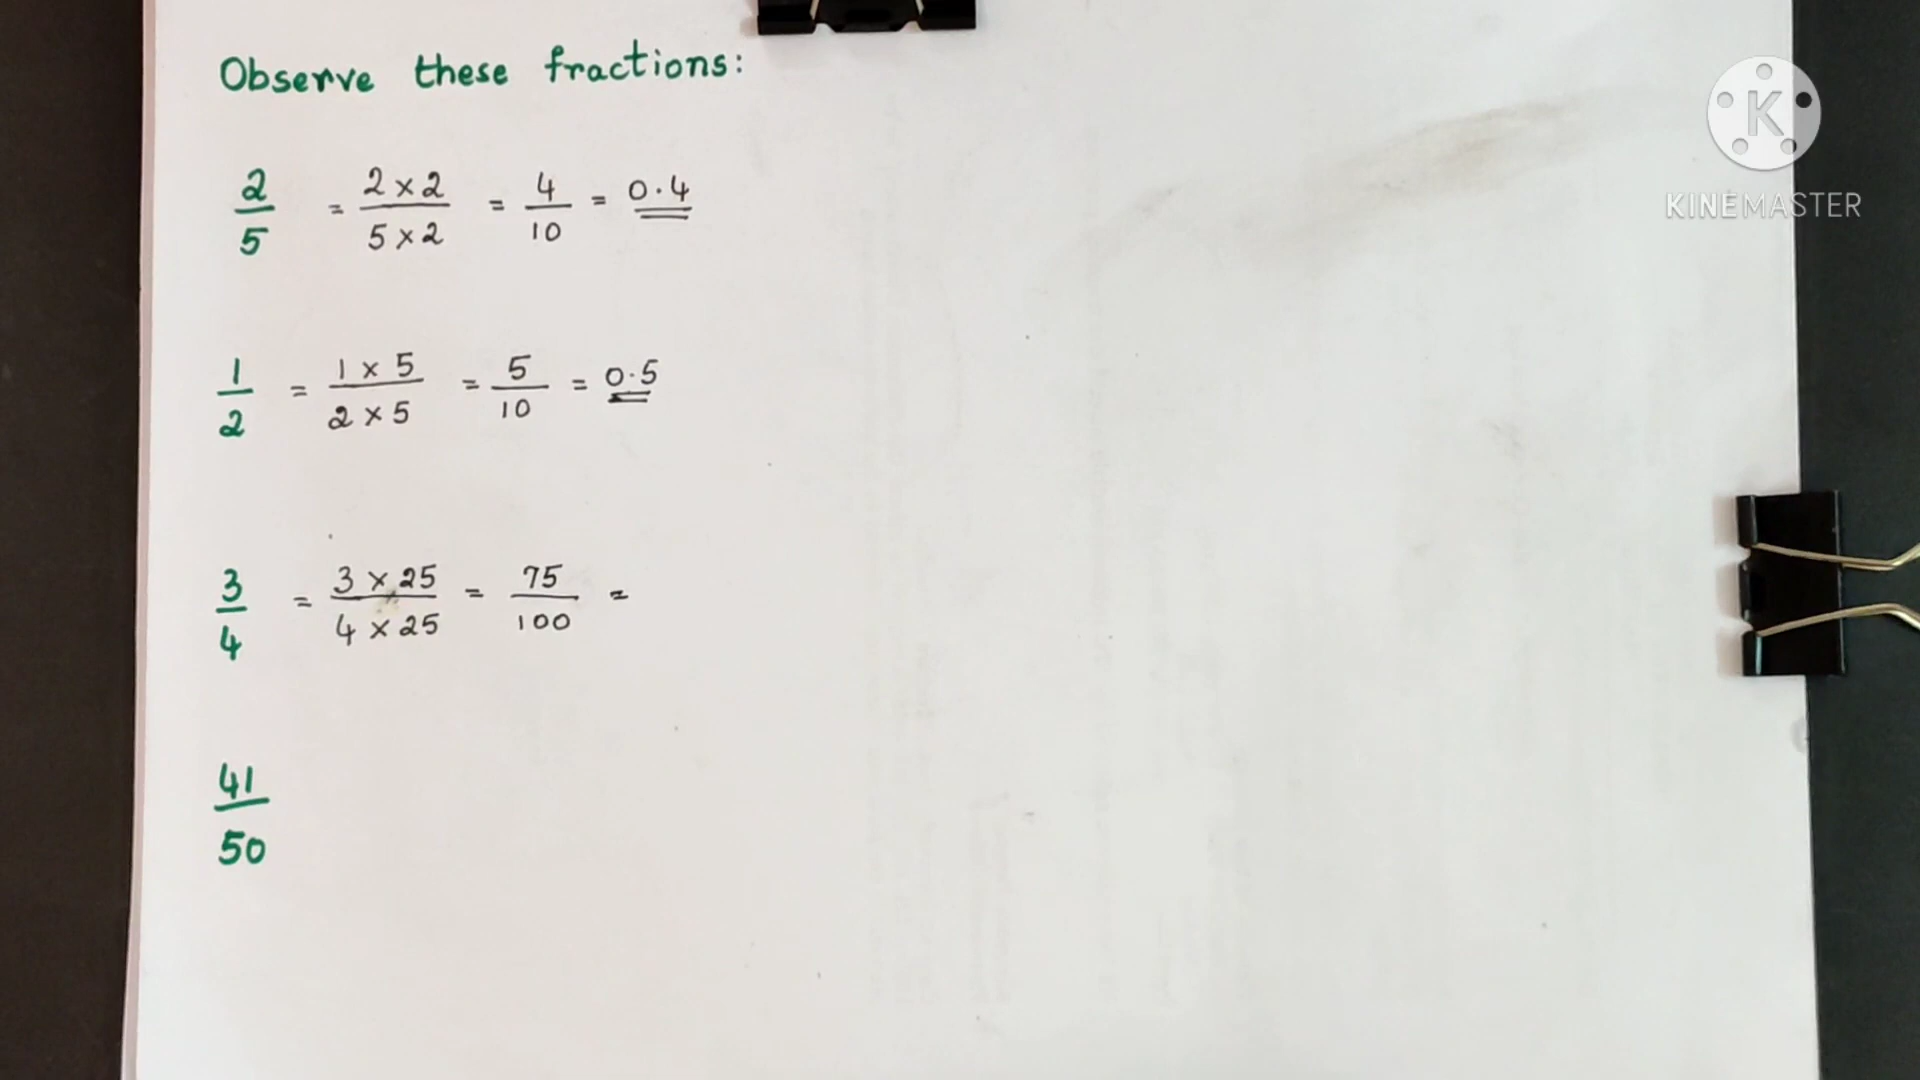 Observe these fractions:
2/5 = 2 × 2 / 5 × 2 = 4/10 = 0.4
1/2 = 1 × 5 / 2 × 5 = 5/10 = 0.5
3/4 = 3 × 25 / 4 × 25 = 75/100 =
41/50
K
KINEMASTER